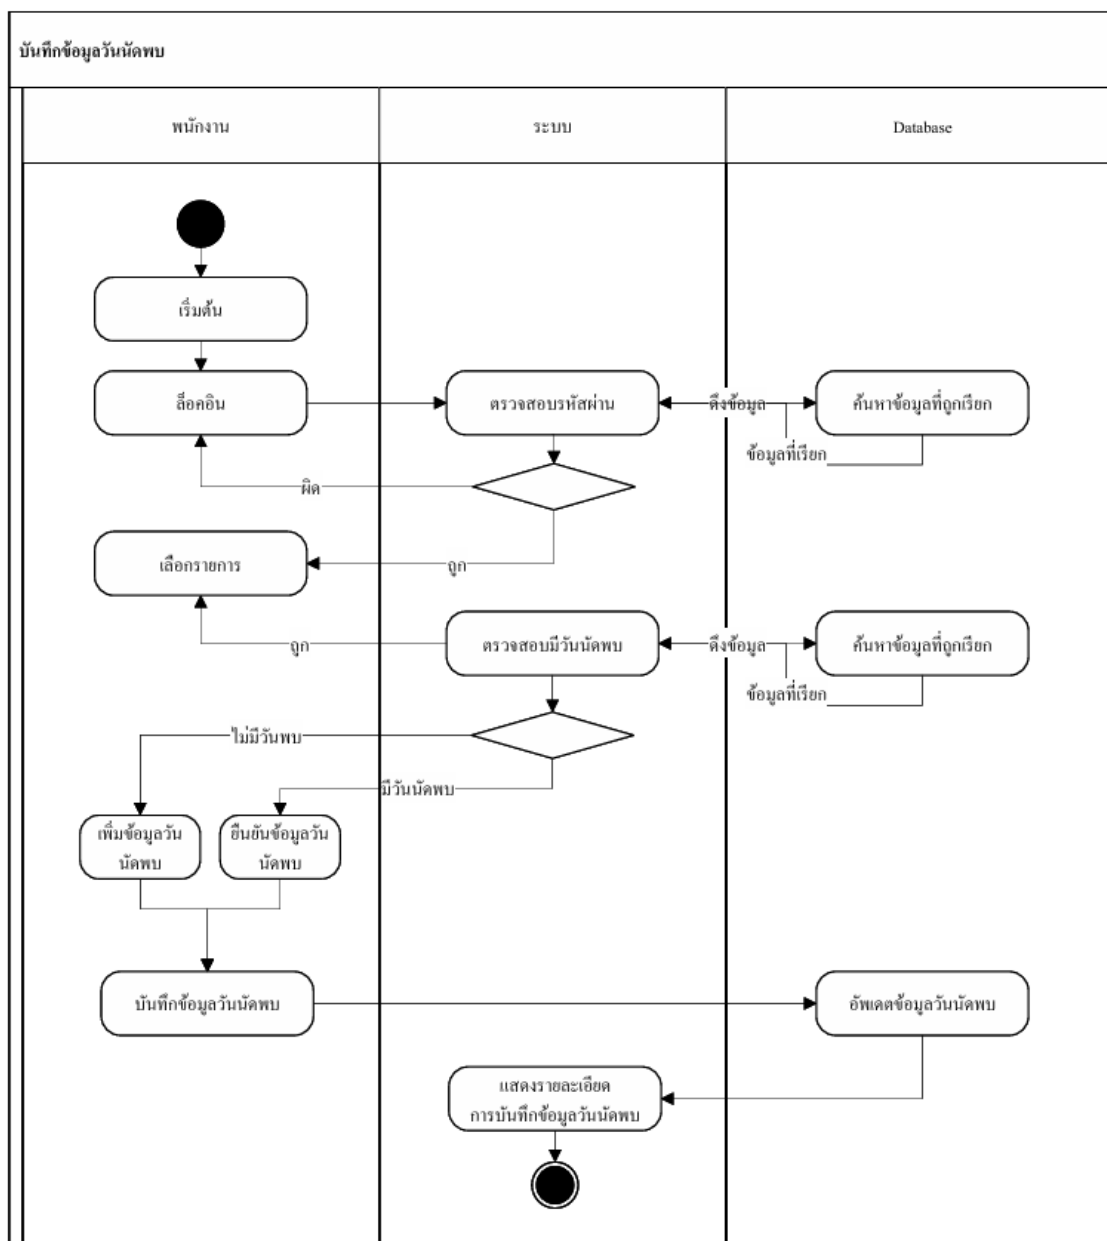 บันทึกข้อมูลวันนัดพบ
พนักงาน
ระบบ
Database
เริ่มต้น
ล็อคอิน
ตรวจสอบรหัสผ่าน
ดึงข้อมูล
ค้นหาข้อมูลที่ถูกเรียก
ข้อมูลที่เรียก
ผิด
เลือกรายการ
ถูก
ถูก
ตรวจสอบมีวันนัดพบ
ดึงข้อมูล
ค้นหาข้อมูลที่ถูกเรียก
ข้อมูลที่เรียก
ไม่มีวันพบ
มีวันนัดพบ
เพิ่มข้อมูลวัน
นัดพบ
ยืนยันข้อมูลวัน
นัดพบ
บันทึกข้อมูลวันนัดพบ
อัพเดตข้อมูลวันนัดพบ
แสดงรายละเอียด
การบันทึกข้อมูลวันนัดพบ